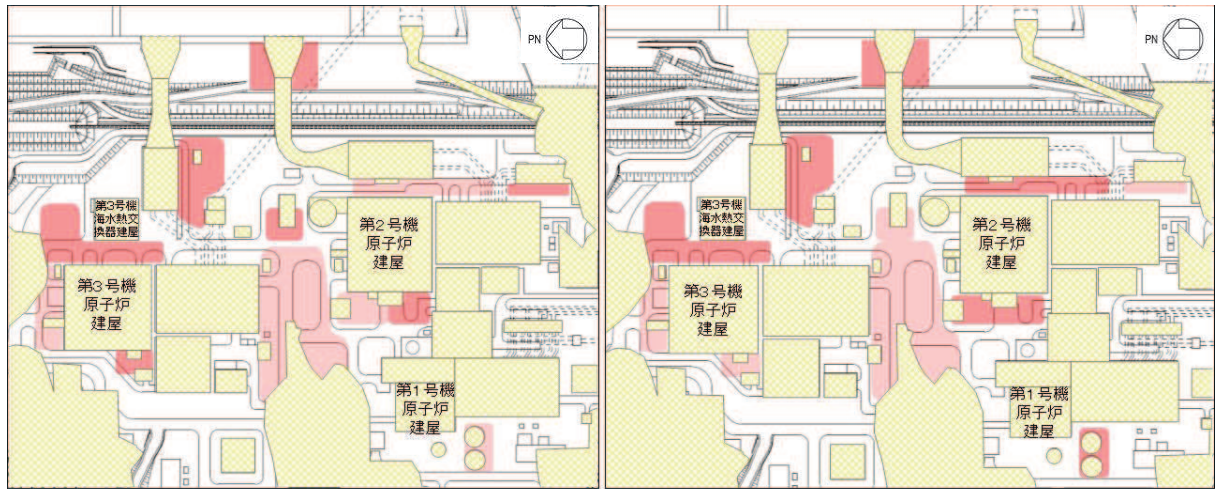 PN
第3号機
海水熱交
換器建屋
第2号機
原子炉
建屋
第3号機
原子炉
建屋
第1号機
原子炉
建屋
PN
第3号機
海水熱交
換器建屋
第2号機
原子炉
建屋
第3号機
原子炉
建屋
第1号機
原子炉
建屋